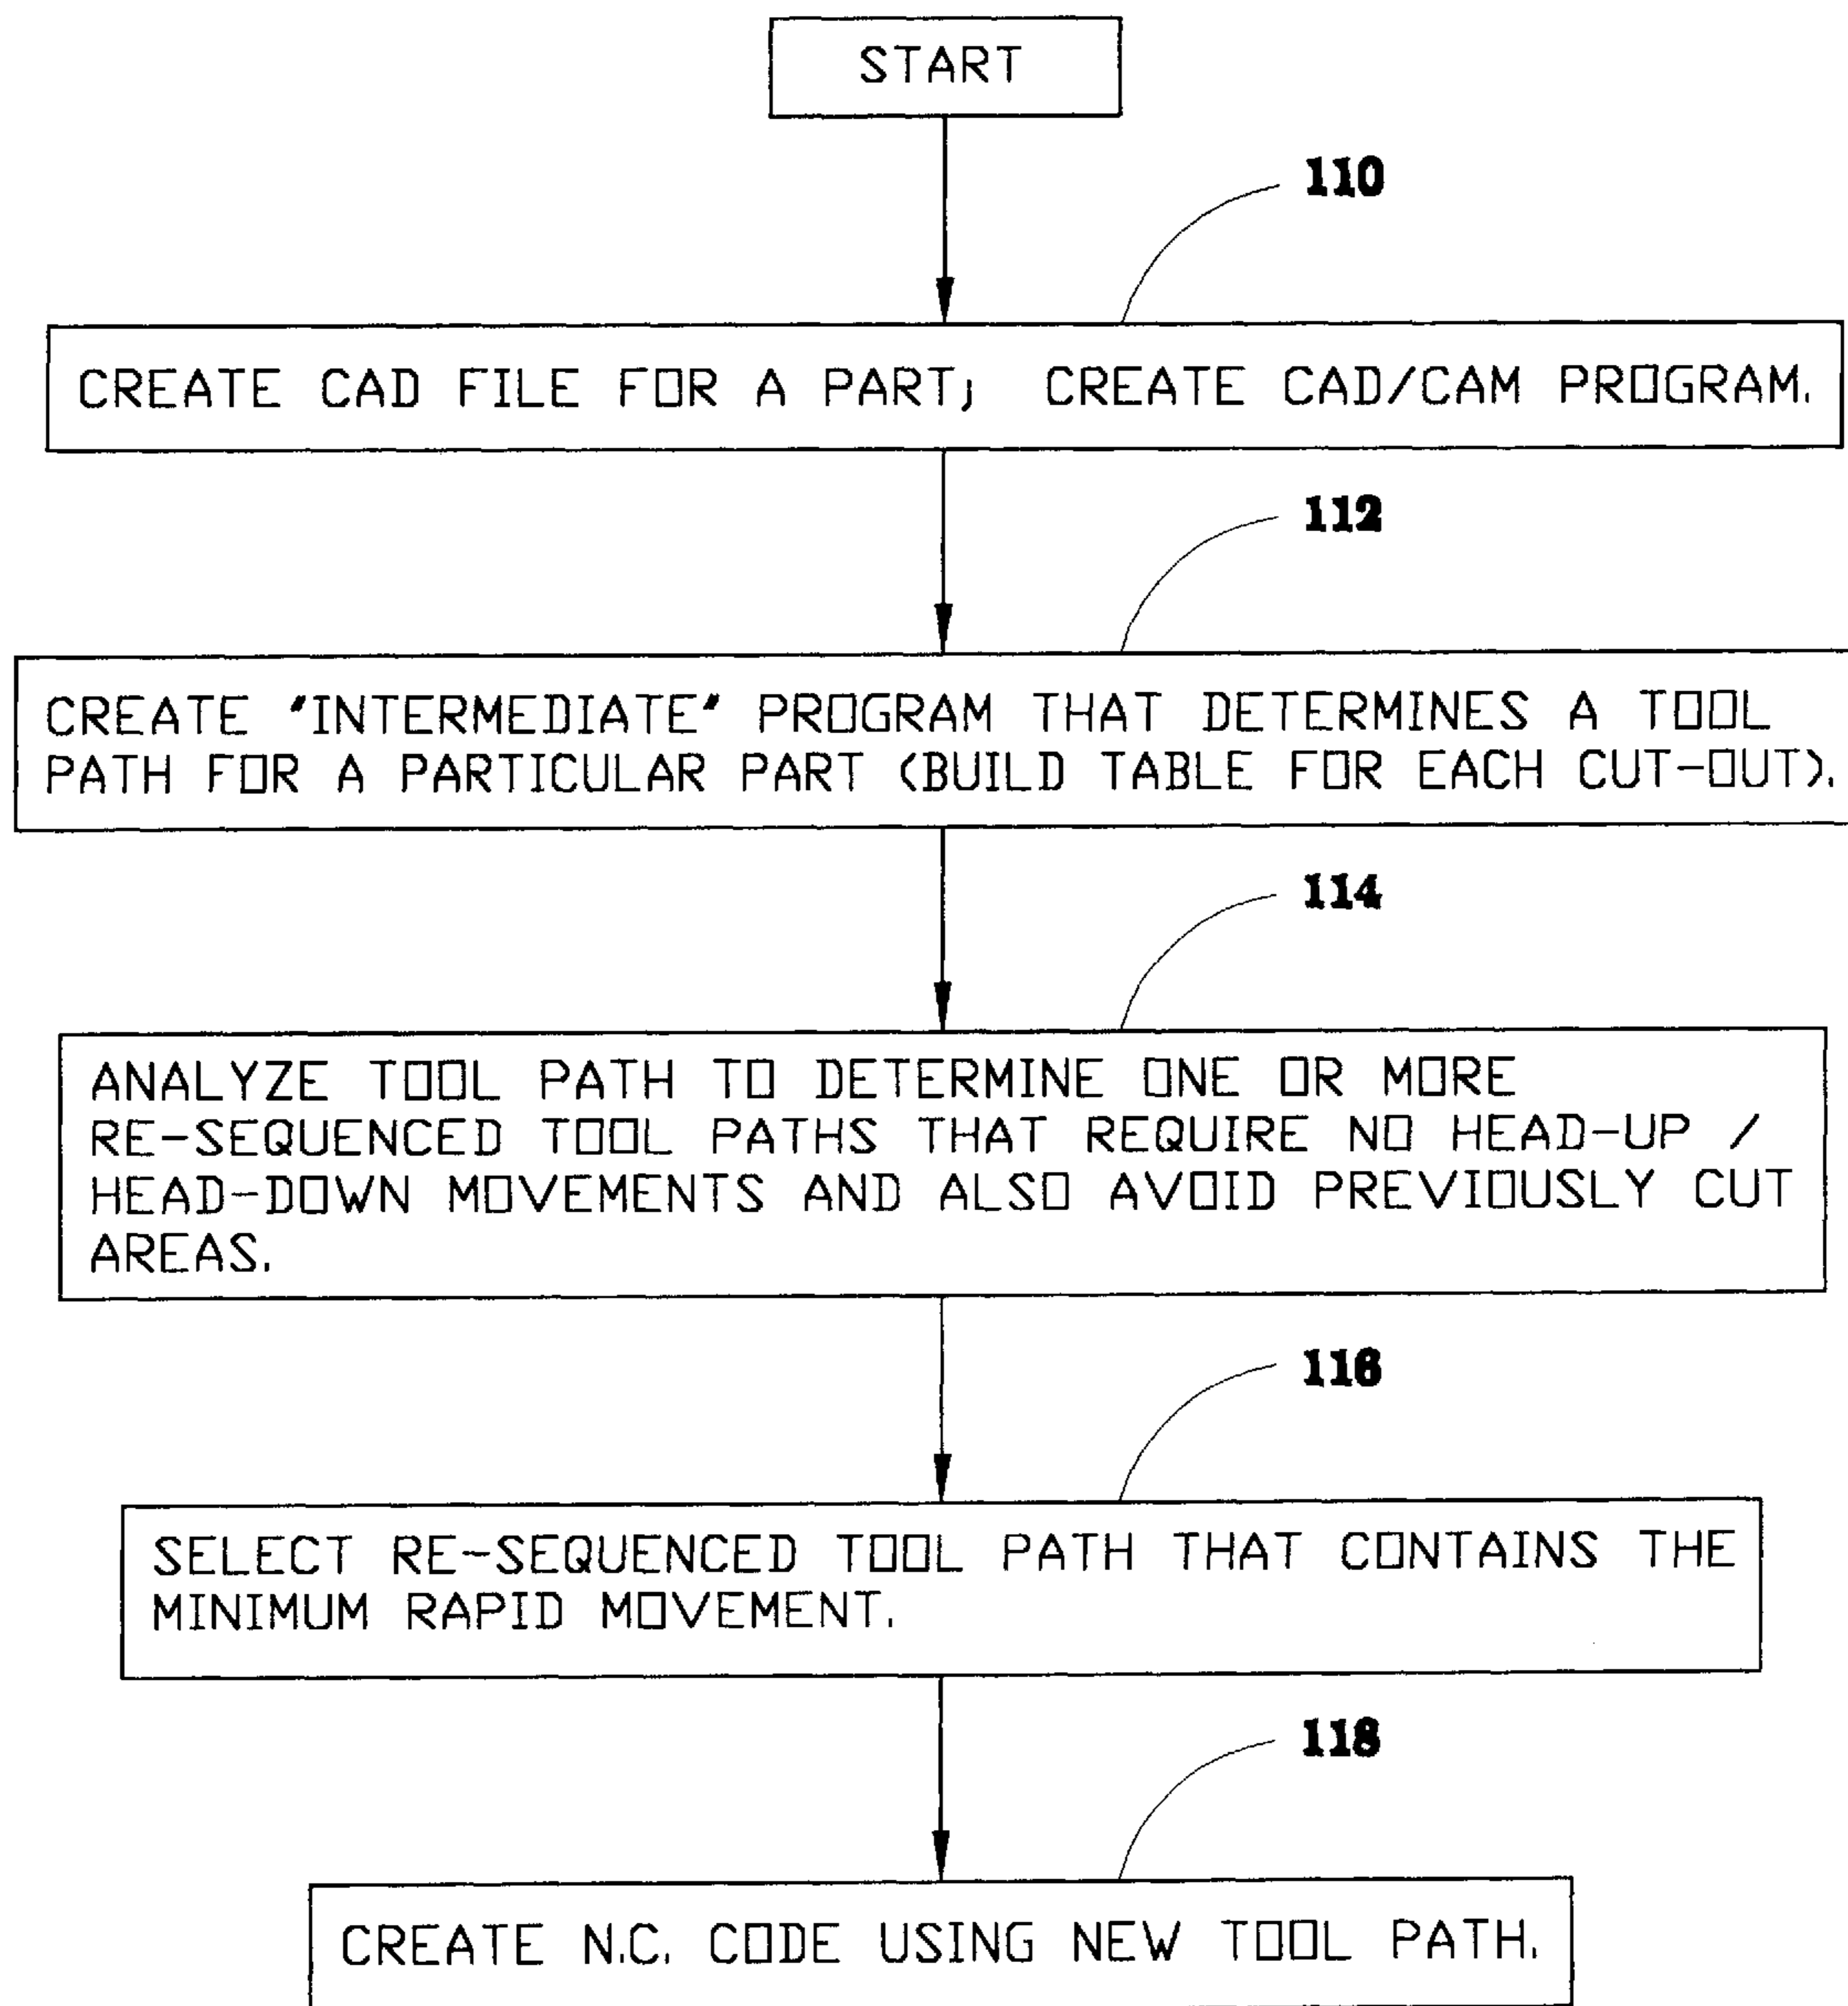 START
110
CREATE CAD FILE FOR A PART; CREATE CAD/CAM PROGRAM.
112
CREATE "INTERMEDIATE" PROGRAM THAT DETERMINES A TOOL
PATH FOR A PARTICULAR PART (BUILD TABLE FOR EACH CUT-OUT).
114
ANALYZE TOOL PATH TO DETERMINE ONE OR MORE
RE-SEQUENCED TOOL PATHS THAT REQUIRE NO HEAD-UP /
HEAD-DOWN MOVEMENTS AND ALSO AVOID PREVIOUSLY CUT
AREAS.
116
SELECT RE-SEQUENCED TOOL PATH THAT CONTAINS THE
MINIMUM RAPID MOVEMENT.
118
CREATE N.C. CODE USING NEW TOOL PATH.